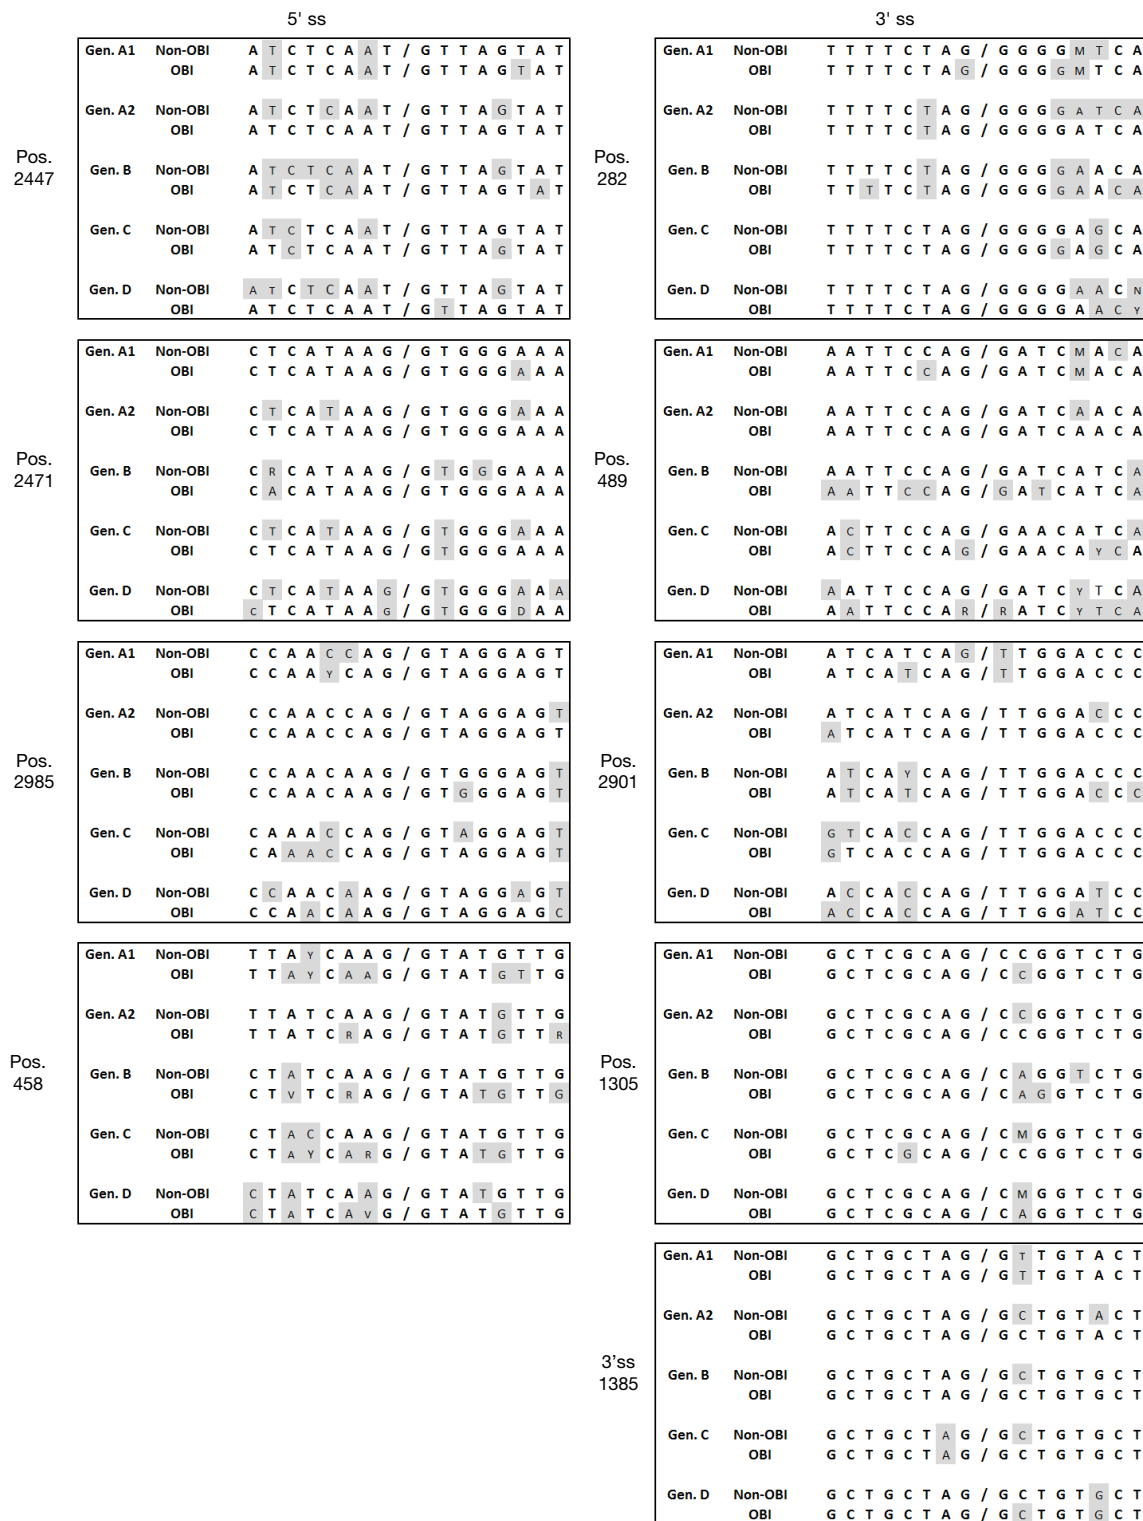 5' ss
Pos.
2447
Gen. A1 Non-OBI A T C T C A A T / G T T A G T A T
OBI A T C T C A A T / G T T A G T A T
Gen. A2 Non-OBI A T C T C A A T / G T T A G T A T
OBI A T C T C A A T / G T T A G T A T
Gen. B Non-OBI A T C T C A A T / G T T A G T A T
OBI A T C T C A A T / G T T A G T A T
Gen. C Non-OBI A T C T C A A T / G T T A G T A T
OBI A T C T C A A T / G T T A G T A T
Gen. D Non-OBI A T C T C A A T / G T T A G T A T
OBI A T C T C A A T / G T T A G T A T
Pos.
2471
Gen. A1 Non-OBI C T C A T A A G / G T G G G A A A
OBI C T C A T A A G / G T G G G A A A
Gen. A2 Non-OBI C T C A T A A G / G T G G G A A A
OBI C T C A T A A G / G T G G G A A A
Gen. B Non-OBI C R C A T A A G / G T G G G A A A
OBI C A C A T A A G / G T G G G A A A
Gen. C Non-OBI C T C A T A A G / G T G G G A A A
OBI C T C A T A A G / G T G G G A A A
Gen. D Non-OBI C T C A T A A G / G T G G G A A A
OBI C T C A T A A G / G T G G G D A A
Pos.
2985
Gen. A1 Non-OBI C C A A C C A G / G T A G G A G T
OBI C C A A Y C A G / G T A G G A G T
Gen. A2 Non-OBI C C A A C C A G / G T A G G A G T
OBI C C A A C C A G / G T A G G A G T
Gen. B Non-OBI C C A A C A A G / G T G G G A G T
OBI C C A A C A A G / G T G G G A G T
Gen. C Non-OBI C A A A C C A G / G T A G G A G T
OBI C A A A C C A G / G T A G G A G T
Gen. D Non-OBI C C A A C A A G / G T A G G A G T
OBI C C A A C A A G / G T A G G A G C
Pos.
458
Gen. A1 Non-OBI T T A Y C A A G / G T A T G T T G
OBI T T A Y C A A G / G T A T G T T G
Gen. A2 Non-OBI T T A T C A A G / G T A T G T T G
OBI T T A T C R A G / G T A T G T T R
Gen. B Non-OBI C T A T C A A G / G T A T G T T G
OBI C T V T C R A G / G T A T G T T G
Gen. C Non-OBI C T A C C A A G / G T A T G T T G
OBI C T A Y C A R G / G T A T G T T G
Gen. D Non-OBI C T A T C A A G / G T A T G T T G
OBI C T A T C A V G / G T A T G T T G
3' ss
Pos.
282
Gen. A1 Non-OBI T T T T C T A G / G G G G M T C A
OBI T T T T C T A G / G G G G M T C A
Gen. A2 Non-OBI T T T T C T A G / G G G G A T C A
OBI T T T T C T A G / G G G G A T C A
Gen. B Non-OBI T T T T C T A G / G G G G A A C A
OBI T T T T C T A G / G G G G A A C A
Gen. C Non-OBI T T T T C T A G / G G G G A G C A
OBI T T T T C T A G / G G G G A G C A
Gen. D Non-OBI T T T T C T A G / G G G G A A C N
OBI T T T T C T A G / G G G G A A C Y
Pos.
489
Gen. A1 Non-OBI A A T T C C A G / G A T C M A C A
OBI A A T T C C A G / G A T C M A C A
Gen. A2 Non-OBI A A T T C C A G / G A T C A A C A
OBI A A T T C C A G / G A T C A A C A
Gen. B Non-OBI A A T T C C A G / G A T C A T C A
OBI A A T T C C A G / G A T C A T C A
Gen. C Non-OBI A C T T C C A G / G A A C A T C A
OBI A C T T C C A G / G A A C A Y C A
Gen. D Non-OBI A A T T C C A G / G A T C Y T C A
OBI A A T T C C A R / R A T C Y T C A
Pos.
2901
Gen. A1 Non-OBI A T C A T C A G / T T G G A C C C
OBI A T C A T C A G / T T G G A C C C
Gen. A2 Non-OBI A T C A T C A G / T T G G A C C C
OBI A T C A T C A G / T T G G A C C C
Gen. B Non-OBI A T C A Y C A G / T T G G A C C C
OBI A T C A T C A G / T T G G A C C C
Gen. C Non-OBI G T C A C C A G / T T G G A C C C
OBI G T C A C C A G / T T G G A C C C
Gen. D Non-OBI A C C A C C A G / T T G G A T C C
OBI A C C A C C A G / T T G G A T C C
Pos.
1305
Gen. A1 Non-OBI G C T C G C A G / C C G G T C T G
OBI G C T C G C A G / C C G G T C T G
Gen. A2 Non-OBI G C T C G C A G / C C G G T C T G
OBI G C T C G C A G / C C G G T C T G
Gen. B Non-OBI G C T C G C A G / C A G G T C T G
OBI G C T C G C A G / C A G G T C T G
Gen. C Non-OBI G C T C G C A G / C M G G T C T G
OBI G C T C G C A G / C C G G T C T G
Gen. D Non-OBI G C T C G C A G / C M G G T C T G
OBI G C T C G C A G / C A G G T C T G
3'ss
1385
Gen. A1 Non-OBI G C T G C T A G / G T T G T A C T
OBI G C T G C T A G / G T T G T A C T
Gen. A2 Non-OBI G C T G C T A G / G C T G T A C T
OBI G C T G C T A G / G C T G T A C T
Gen. B Non-OBI G C T G C T A G / G C T G T G C T
OBI G C T G C T A G / G C T G T G C T
Gen. C Non-OBI G C T G C T A G / G C T G T G C T
OBI G C T G C T A G / G C T G T G C T
Gen. D Non-OBI G C T G C T A G / G C T G T G C T
OBI G C T G C T A G / G C T G T G C T